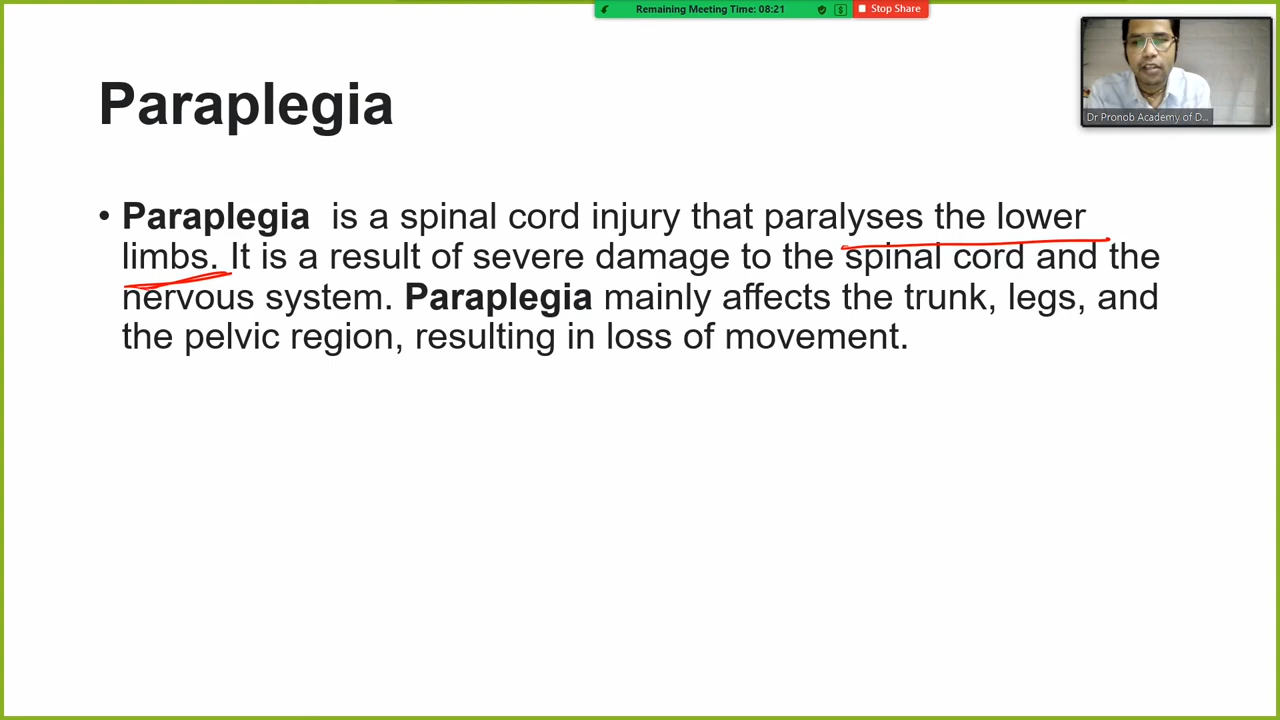 Remaining Meeting Time: 08:21
Stop Share
Dr Pronob Academy of D...
Paraplegia
• Paraplegia is a spinal cord injury that paralyses the lower
limbs. It is a result of severe damage to the spinal cord and the
nervous system. Paraplegia mainly affects the trunk, legs, and
the pelvic region, resulting in loss of movement.